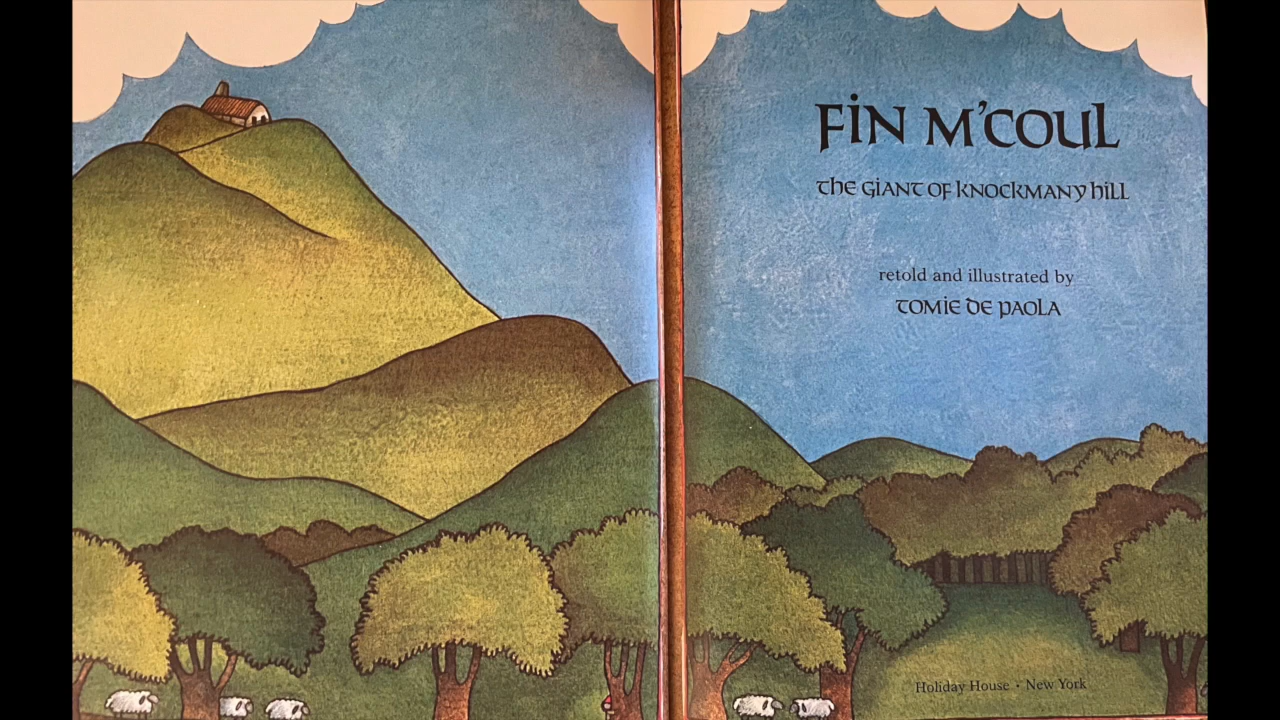 FIN M'COUL
THE GIANT OF KNOCKMANY HILL
retold and illustrated by
TOMIE DE PAOLA
Holiday House · New York